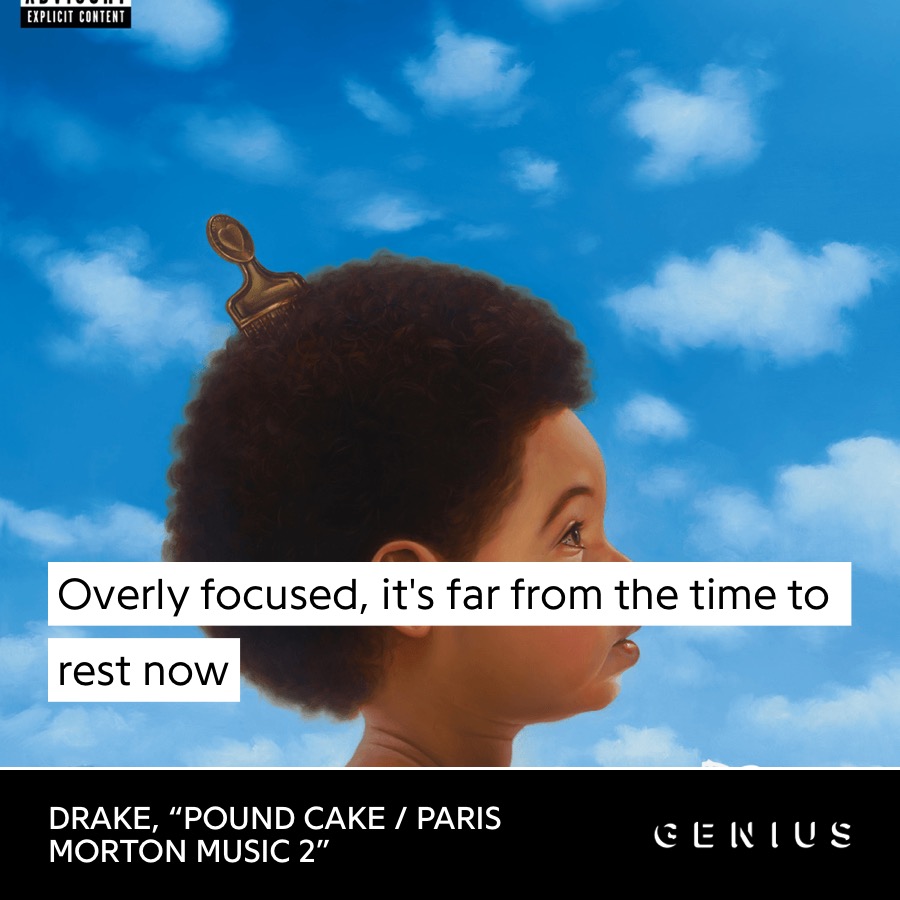 ADVISORY
EXPLICIT CONTENT
Overly focused, it's far from the time to
rest now
DRAKE, “POUND CAKE / PARIS
MORTON MUSIC 2”
GENIUS